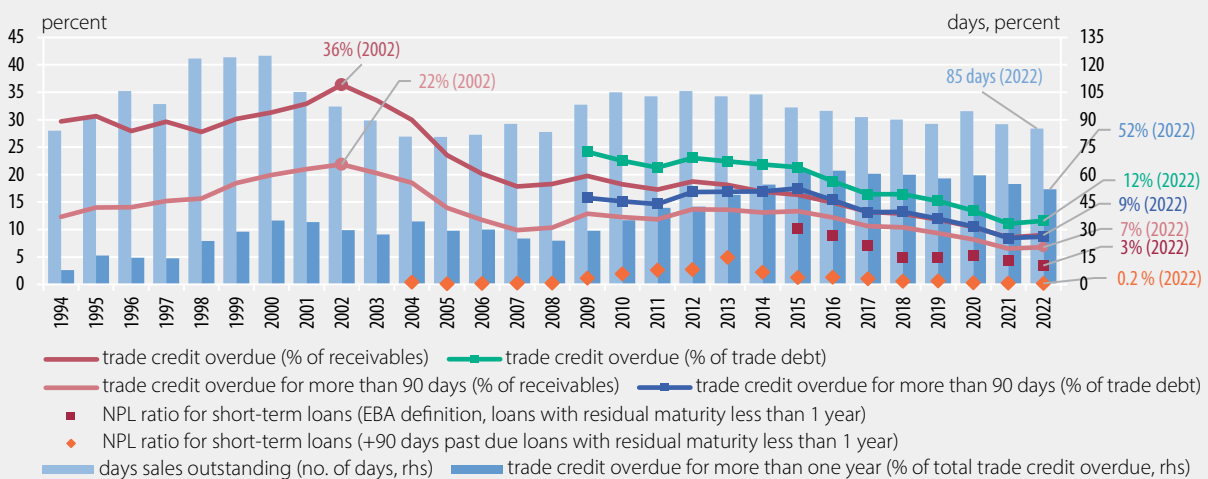 percent
days, percent
45
40
35
30
25
20
15
10
5
0
135
120
105
90
75
60
45
30
15
0
36% (2002)
22% (2002)
85 days (2022)
52% (2022)
12% (2022)
9% (2022)
7% (2022)
3% (2022)
0.2 % (2022)
1994 1995 1996 1997 1998 1999 2000 2001 2002 2003 2004 2005 2006 2007 2008 2009 2010 2011 2012 2013 2014 2015 2016 2017 2018 2019 2020 2021 2022
trade credit overdue (% of receivables) trade credit overdue (% of trade debt)
trade credit overdue for more than 90 days (% of receivables) trade credit overdue for more than 90 days (% of trade debt)
NPL ratio for short-term loans (EBA definition, loans with residual maturity less than 1 year)
NPL ratio for short-term loans (+90 days past due loans with residual maturity less than 1 year)
days sales outstanding (no. of days, rhs) trade credit overdue for more than one year (% of total trade credit overdue, rhs)